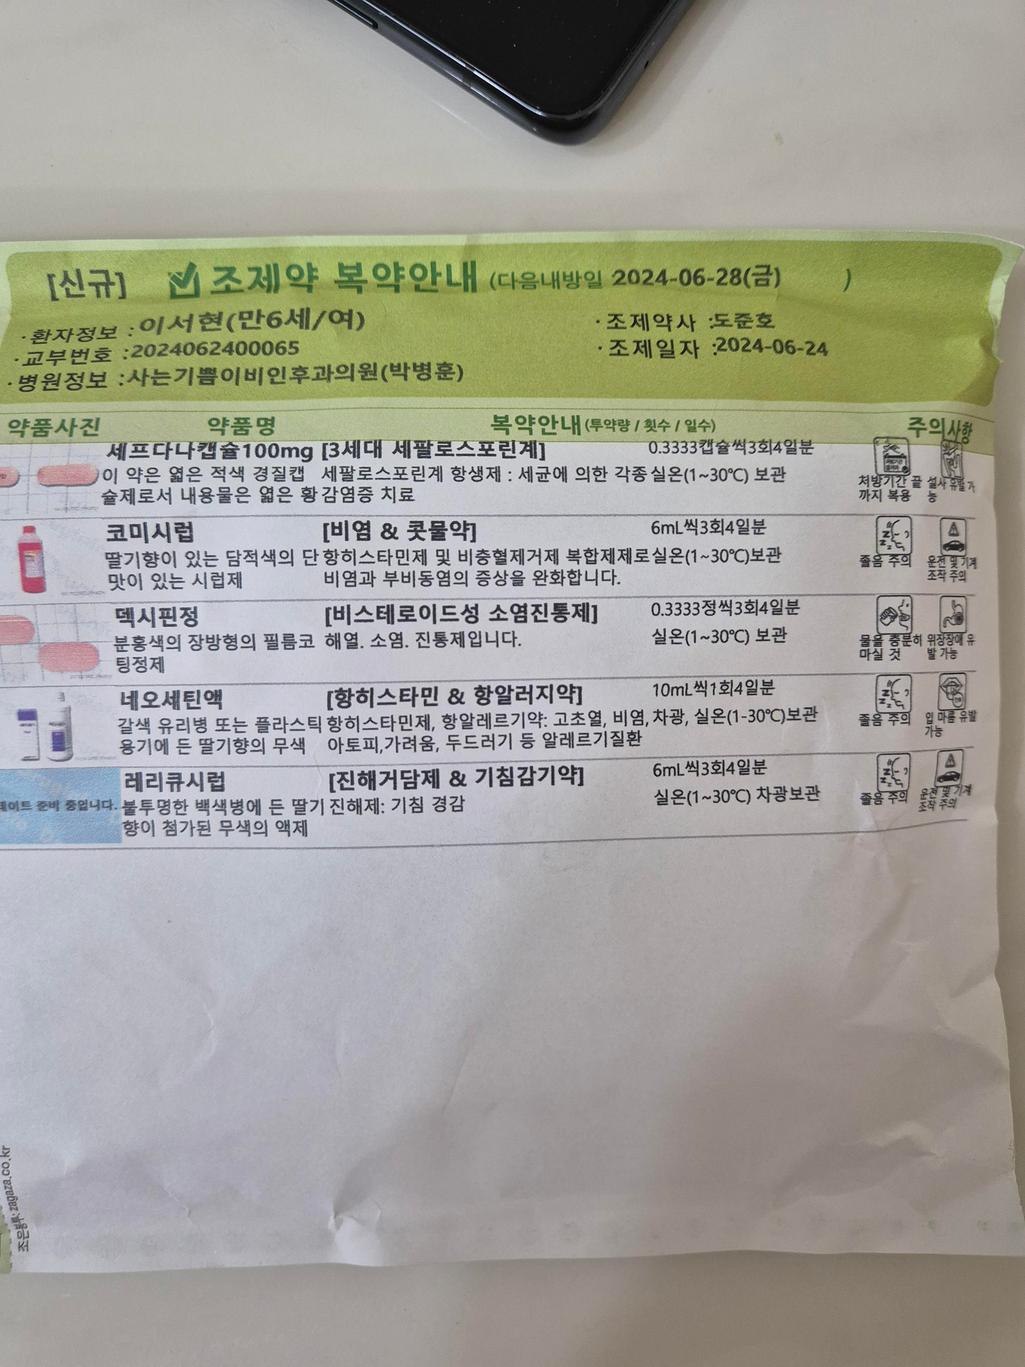 [신규] 조제약 복약안내 (다음내방일 2024-06-28(금) )
·환자정보 :이서현(만6세/여) ·조제약사 :도준호
·교부번호 :2024062400065 ·조제일자 :2024-06-24
·병원정보 :사는기쁨이비인후과의원(박병훈)
약품사진 약품명 복약안내(투약량 / 횟수 / 일수) 주의사항
세프다나캡슐100mg [3세대 세팔로스포린계] 0.3333캡슐씩3회4일분
이 약은 엷은 적색 경질캡 세팔로스포린계 항생제 : 세균에 의한 각종 실온(1~30℃) 보관 처방기간 끝 설사 유발 가
슐제로서 내용물은 엷은 황 감염증 치료 까지 복용 능
코미시럽 [비염 & 콧물약] 6mL씩3회4일분
딸기향이 있는 담적색의 단 항히스타민제 및 비충혈제거제 복합제제로 실온(1~30℃)보관 졸음 주의 운전 및 기계
맛이 있는 시럽제 비염과 부비동염의 증상을 완화합니다. 조작 주의
덱시핀정 [비스테로이드성 소염진통제] 0.3333정씩3회4일분
분홍색의 장방형의 필름코 해열. 소염. 진통제입니다. 실온(1~30℃) 보관 물을 충분히 위장장애 유
팅정제 마실 것 발 가능
네오세틴액 [항히스타민 & 항알러지약] 10mL씩1회4일분
갈색 유리병 또는 플라스틱 항히스타민제, 항알레르기약: 고초열, 비염, 차광, 실온(1-30℃)보관 졸음 주의 입 마름 유발
용기에 든 딸기향의 무색 아토피,가려움, 두드러기 등 알레르기질환 가능
레리큐시럽 [진해거담제 & 기침감기약] 6mL씩3회4일분
데이트 준비 중입니다. 불투명한 백색병에 든 딸기 진해제: 기침 경감 실온(1~30℃) 차광보관 졸음 주의 운전 및 기계
향이 첨가된 무색의 액제 조작 주의
조은봉투: zagaza.co.kr